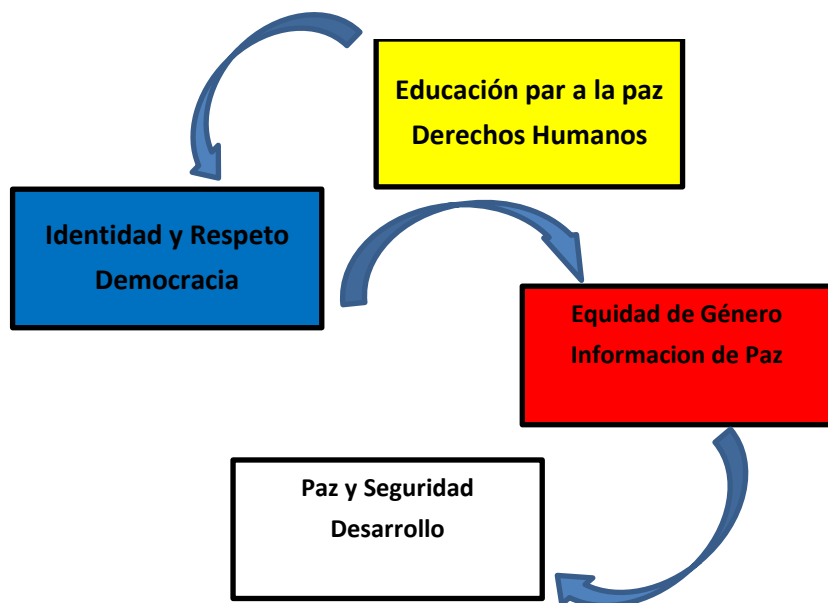 Educación par a la paz
Derechos Humanos
Identidad y Respeto
Democracia
Equidad de Género
Informacion de Paz
Paz y Seguridad
Desarrollo